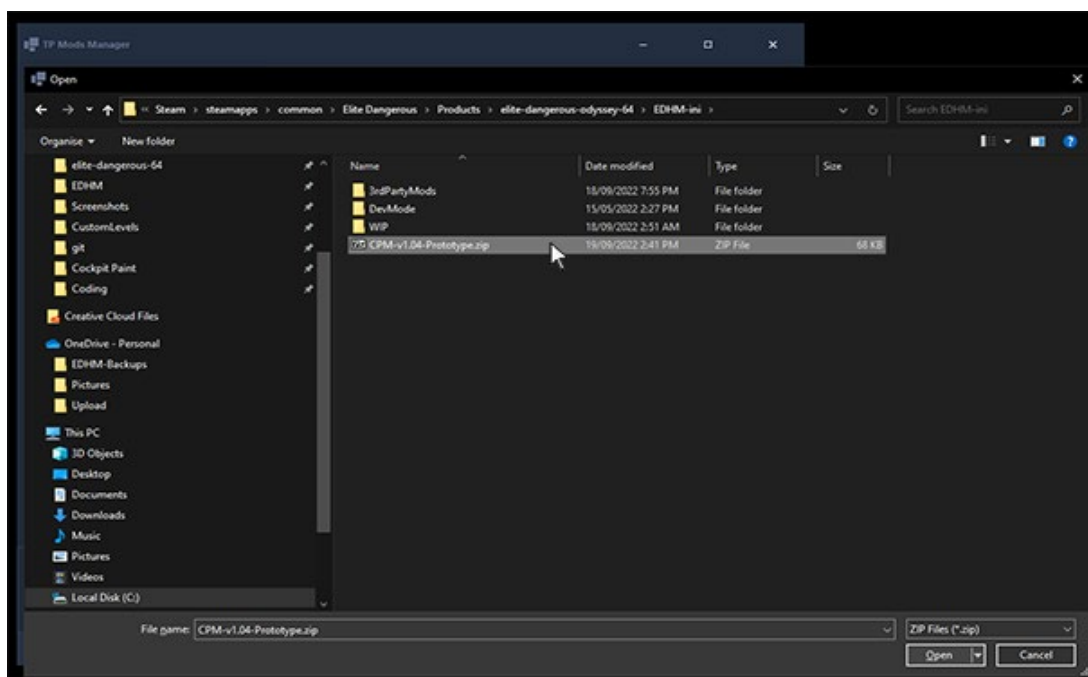 TP Mods Manager
Open
« Steam › steamapps › common › Elite Dangerous › Products › elite-dangerous-odyssey-64 › EDHM-ini ›
Search EDHM-ini
Organise New folder
Name Date modified Type Size
elite-dangerous-64
EDHM
Screenshots
CustomLevels
git
Cockpit Paint
Coding
Creative Cloud Files
OneDrive - Personal
EDHM-Backups
Pictures
Upload
This PC
3D Objects
Desktop
Documents
Downloads
Music
Pictures
Videos
Local Disk (C:)
3rdPartyMods 18/09/2022 7:55 PM File folder
DevMode 15/05/2022 2:27 PM File folder
WIP 18/09/2022 2:51 AM File folder
CPM-v1.04-Prototype.zip 19/09/2022 2:41 PM ZIP File 68 KB
File name: CPM-v1.04-Prototype.zip
ZIP Files (*.zip)
Open Cancel